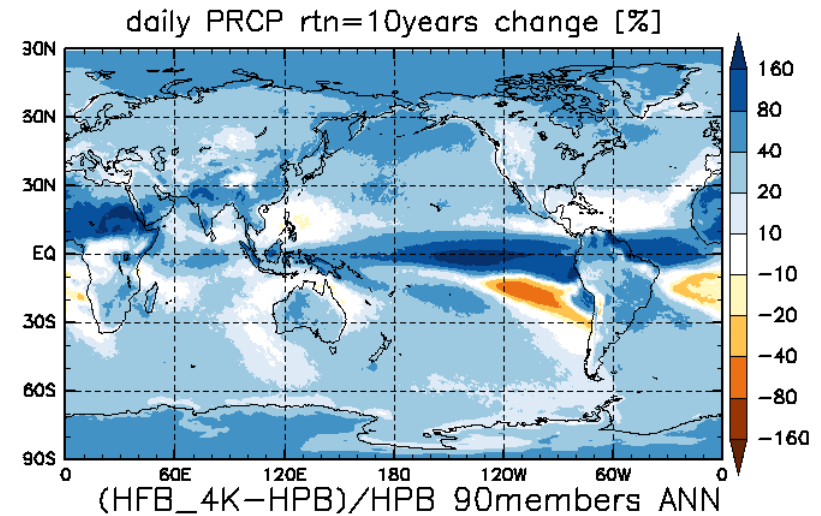 daily PRCP rtn=10years change [%]
30N
50N
30N
EQ
30S
60S
90S
0 60E 120E 180 120W 60W 0
160
80
40
20
10
−10
−20
−40
−80
−160
(HFB_4K−HPB)/HPB 90members ANN